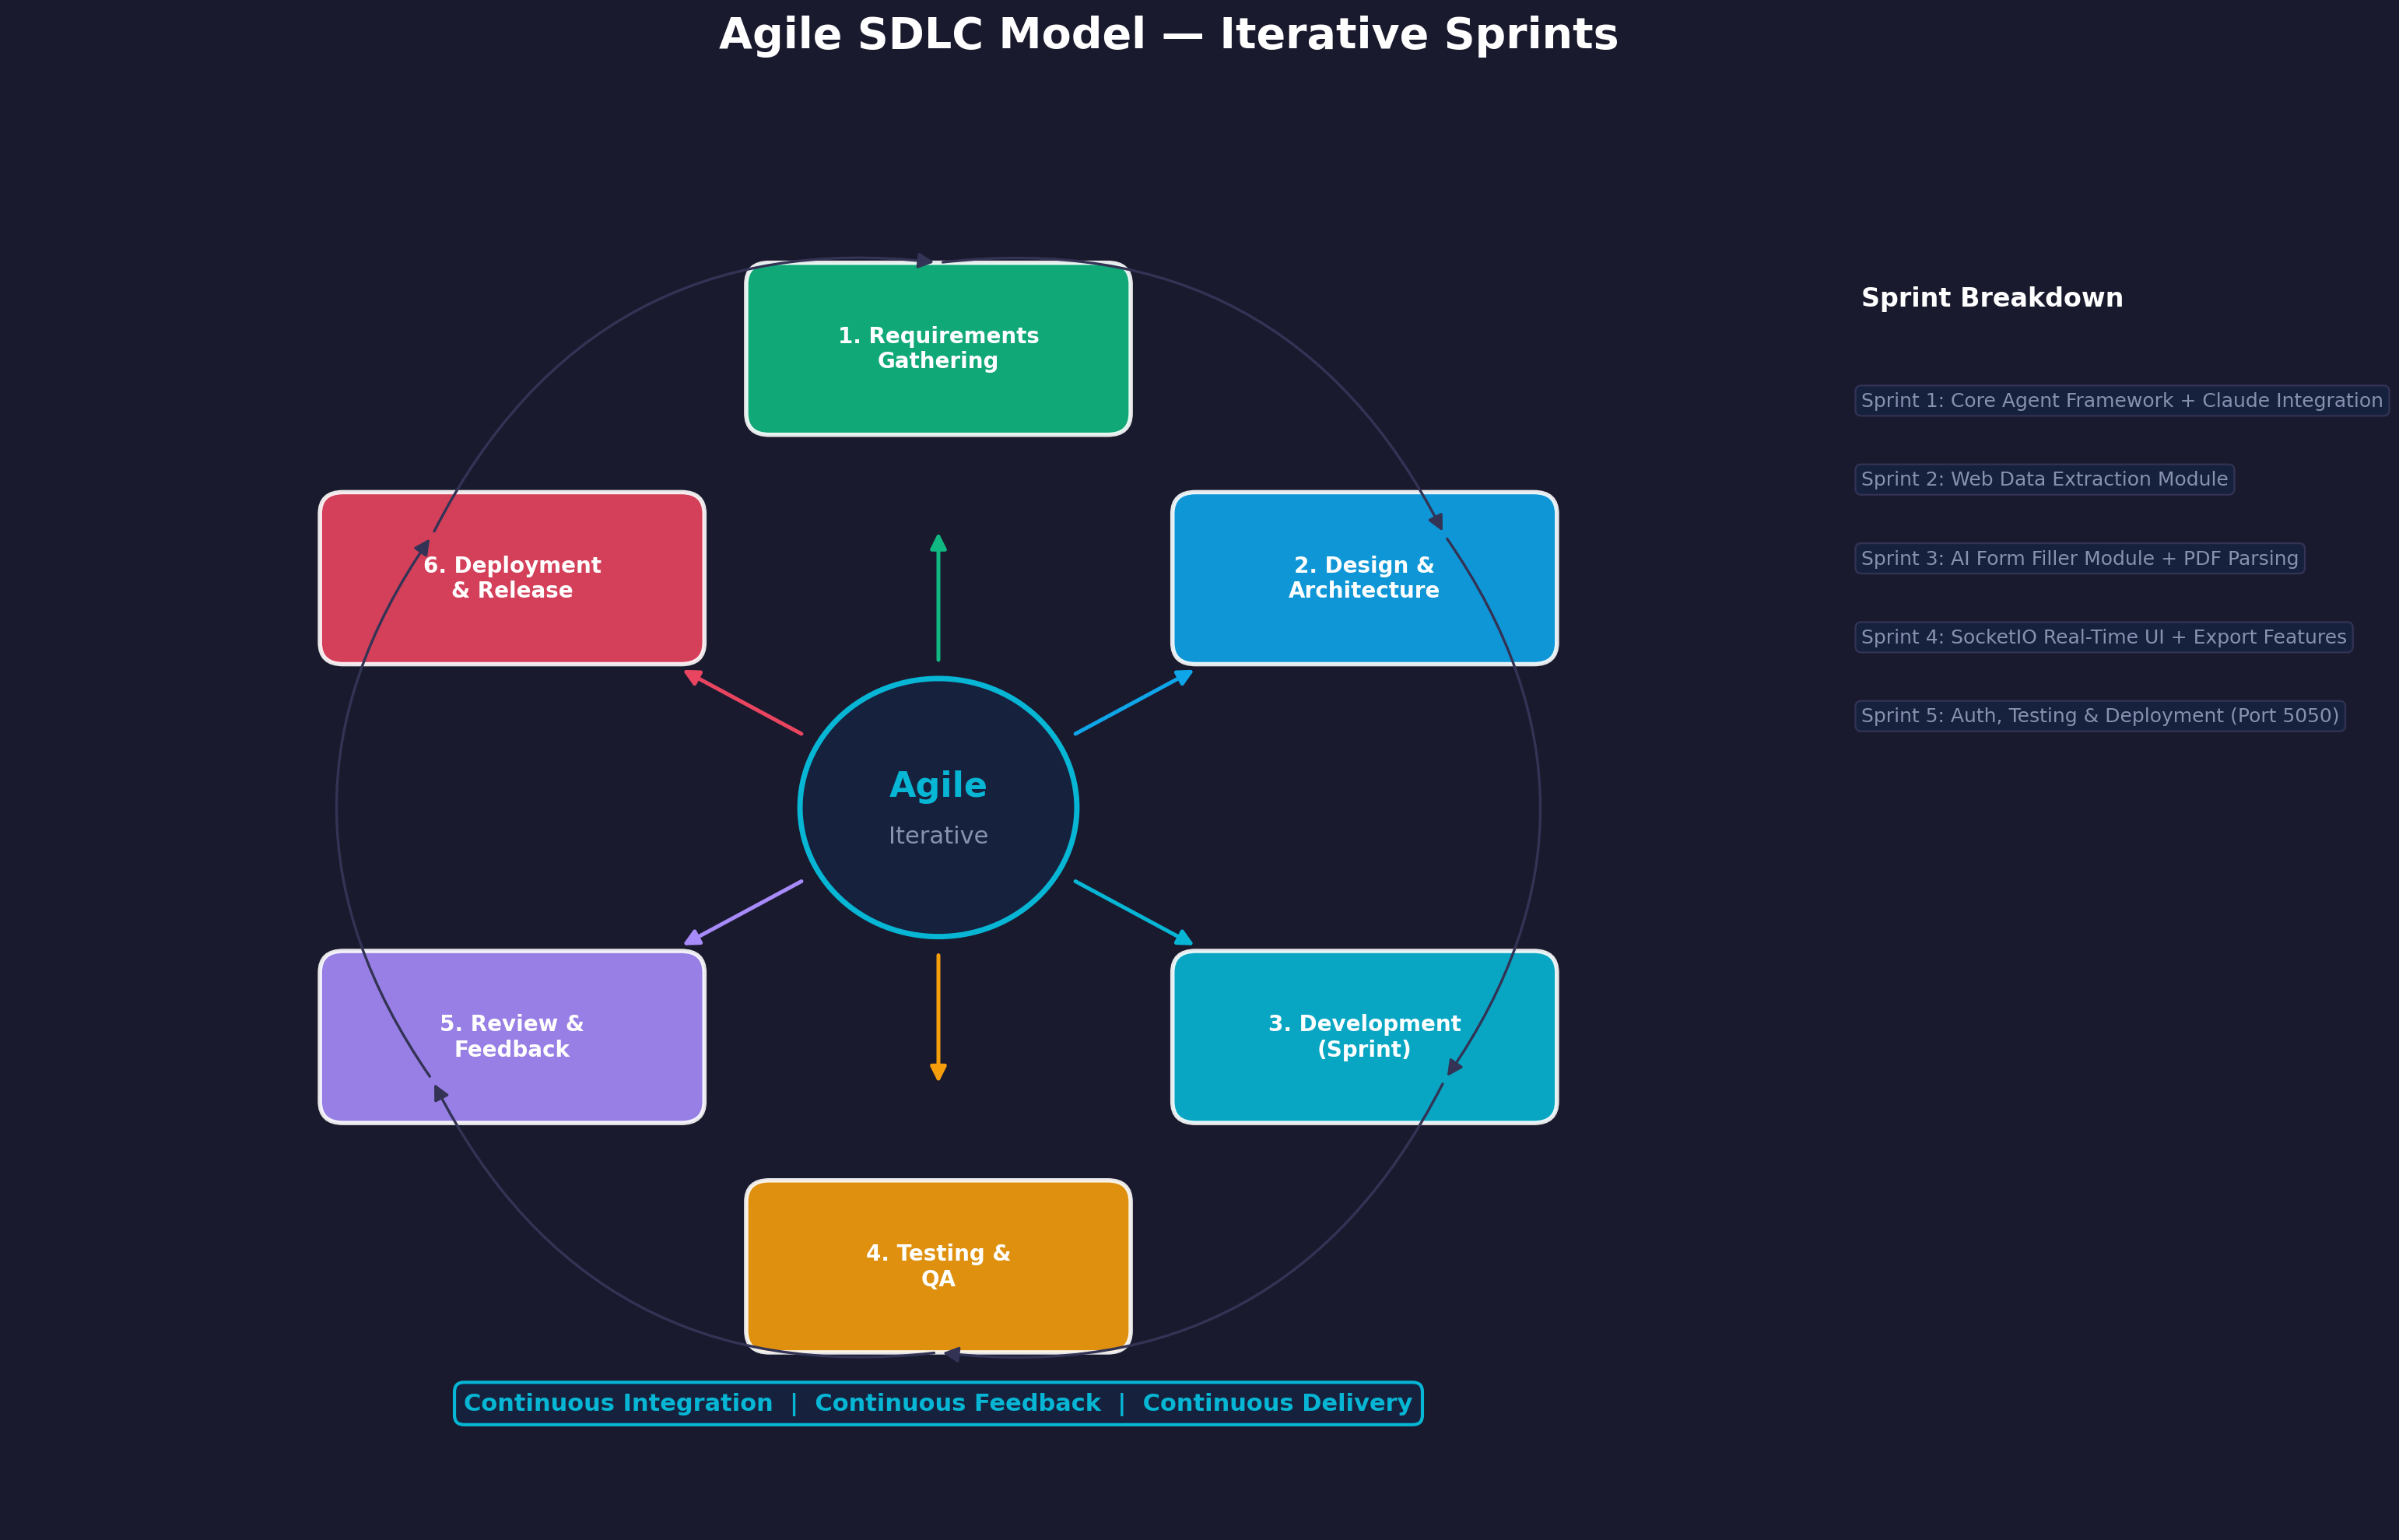 Agile SDLC Model — Iterative Sprints
1. Requirements
Gathering
2. Design &
Architecture
3. Development
(Sprint)
4. Testing &
QA
5. Review &
Feedback
6. Deployment
& Release
Agile
Iterative
Continuous Integration | Continuous Feedback | Continuous Delivery
Sprint Breakdown
Sprint 1: Core Agent Framework + Claude Integration
Sprint 2: Web Data Extraction Module
Sprint 3: AI Form Filler Module + PDF Parsing
Sprint 4: SocketIO Real-Time UI + Export Features
Sprint 5: Auth, Testing & Deployment (Port 5050)